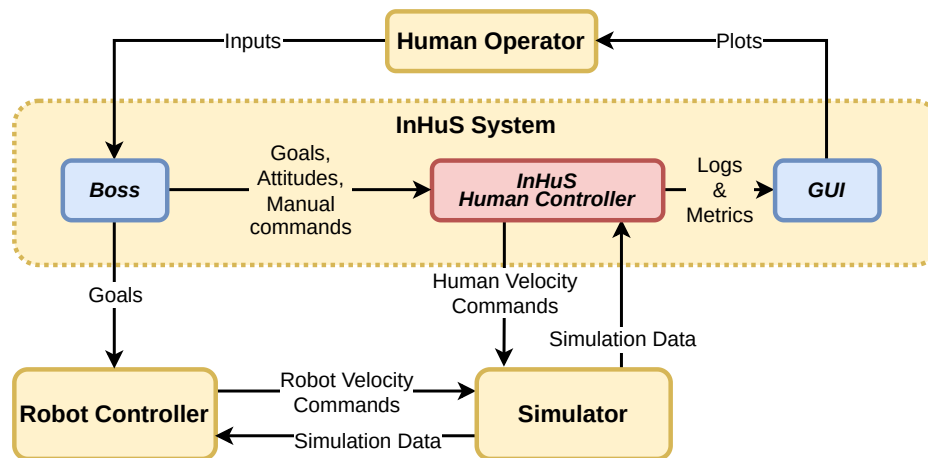 Inputs
Human Operator
Plots
InHuS System
Boss
Goals,
Attitudes,
Manual
commands
InHuS
Human Controller
Logs
&
Metrics
GUI
Goals
Human Velocity
Commands
Simulation Data
Robot Controller
Robot Velocity
Commands
Simulation Data
Simulator